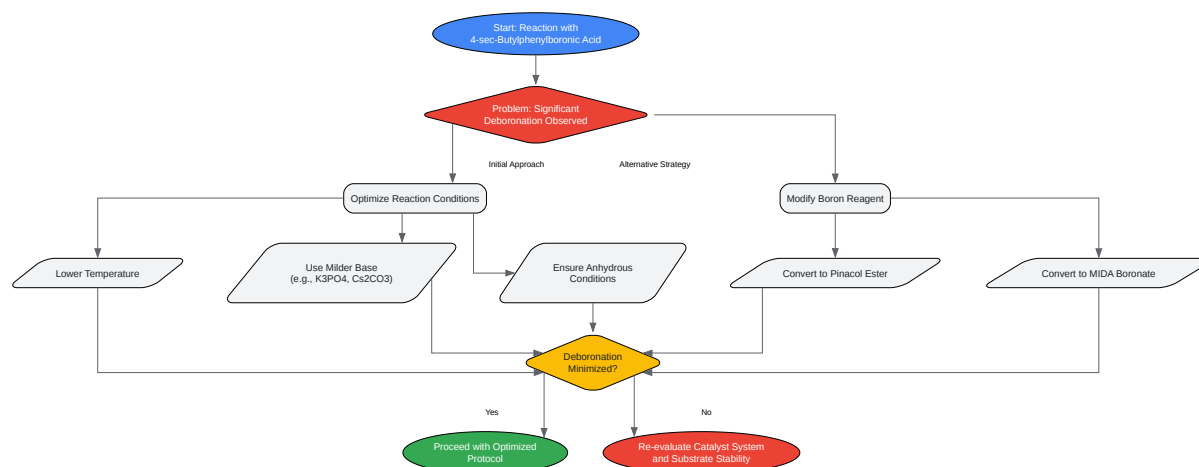 Start: Reaction with
4-sec-Butylphenylboronic Acid
Problem: Significant
Deboronation Observed
Initial Approach
Alternative Strategy
Optimize Reaction Conditions
Modify Boron Reagent
Lower Temperature
Use Milder Base
(e.g., K3PO4, Cs2CO3)
Ensure Anhydrous
Conditions
Convert to Pinacol Ester
Convert to MIDA Boronate
Deboronation
Minimized?
Yes
No
Proceed with Optimized
Protocol
Re-evaluate Catalyst System
and Substrate Stability